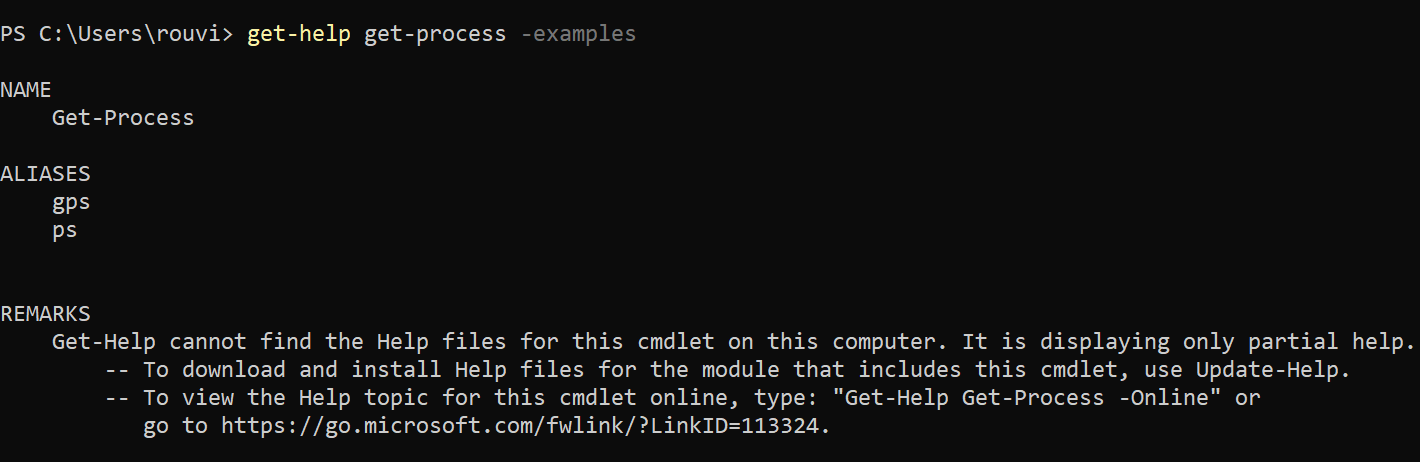 PS C:\Users\rouvi> get-help get-process -examples
NAME
Get-Process
ALIASES
gps
ps
REMARKS
Get-Help cannot find the Help files for this cmdlet on this computer. It is displaying only partial help.
-- To download and install Help files for the module that includes this cmdlet, use Update-Help.
-- To view the Help topic for this cmdlet online, type: "Get-Help Get-Process -Online" or
go to https://go.microsoft.com/fwlink/?LinkID=113324.